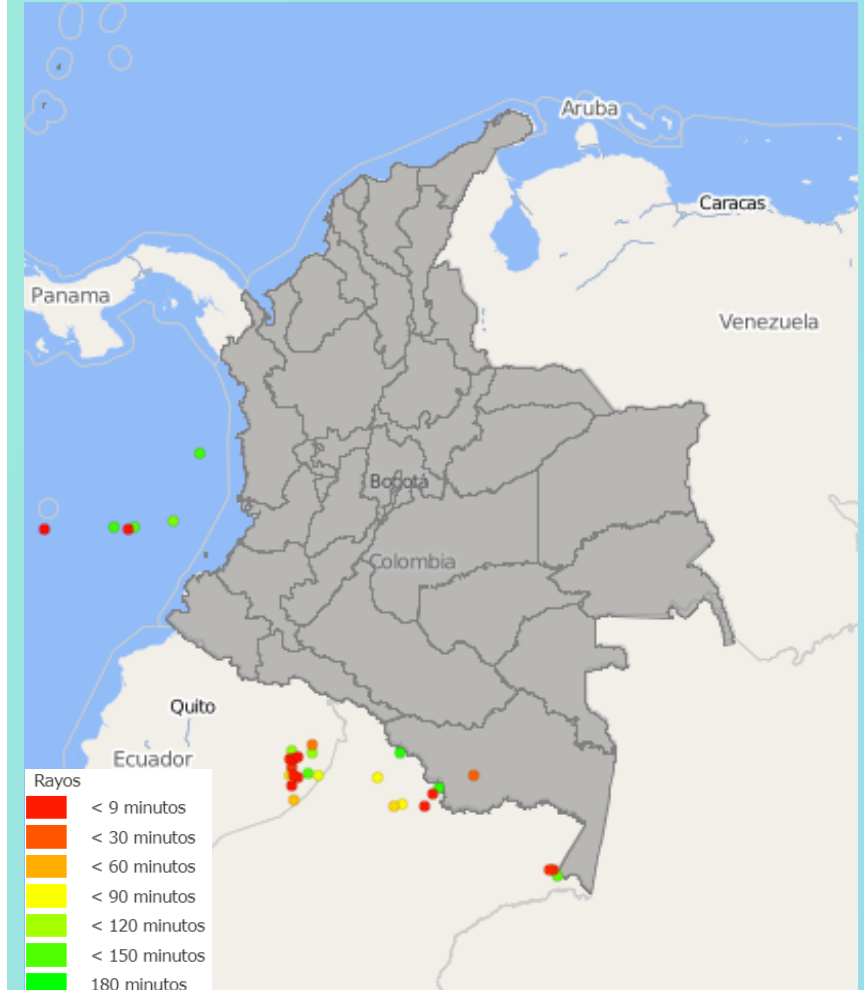 Aruba
Caracas
Panama
Venezuela
Bogotá
Colombia
Quito
Ecuador
Rayos
< 9 minutos
< 30 minutos
< 60 minutos
< 90 minutos
< 120 minutos
< 150 minutos
180 minutos